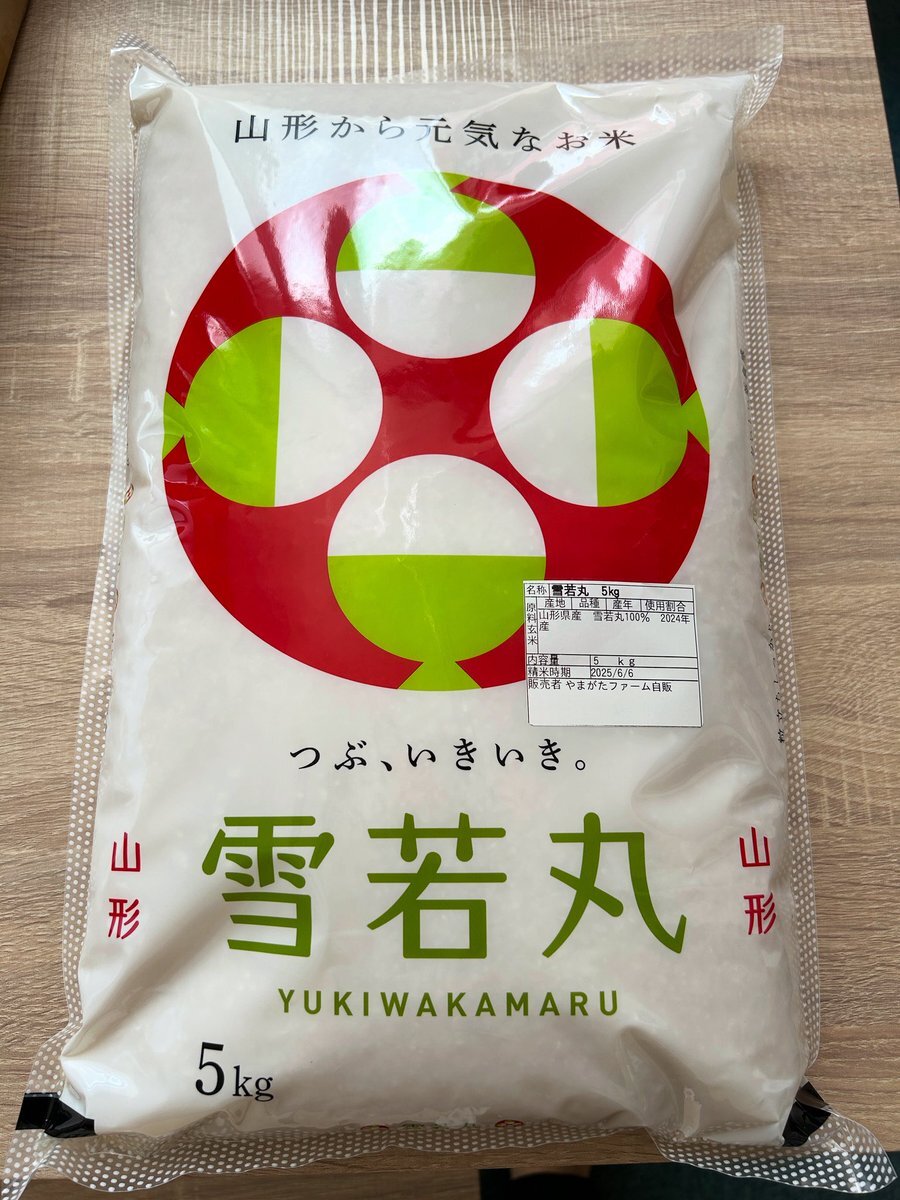 山形から元気なお米
名称 雪若丸 5kg
原料玄米
産地 品種 産年 使用割合
山形県産 雪若丸100% 2024年
産
内容量 5 kg
精米時期 2025/6/6
販売者 やまがたファーム自販
つぶ、いきいき。
山形
雪若丸
山形
YUKIWAKAMARU
5kg